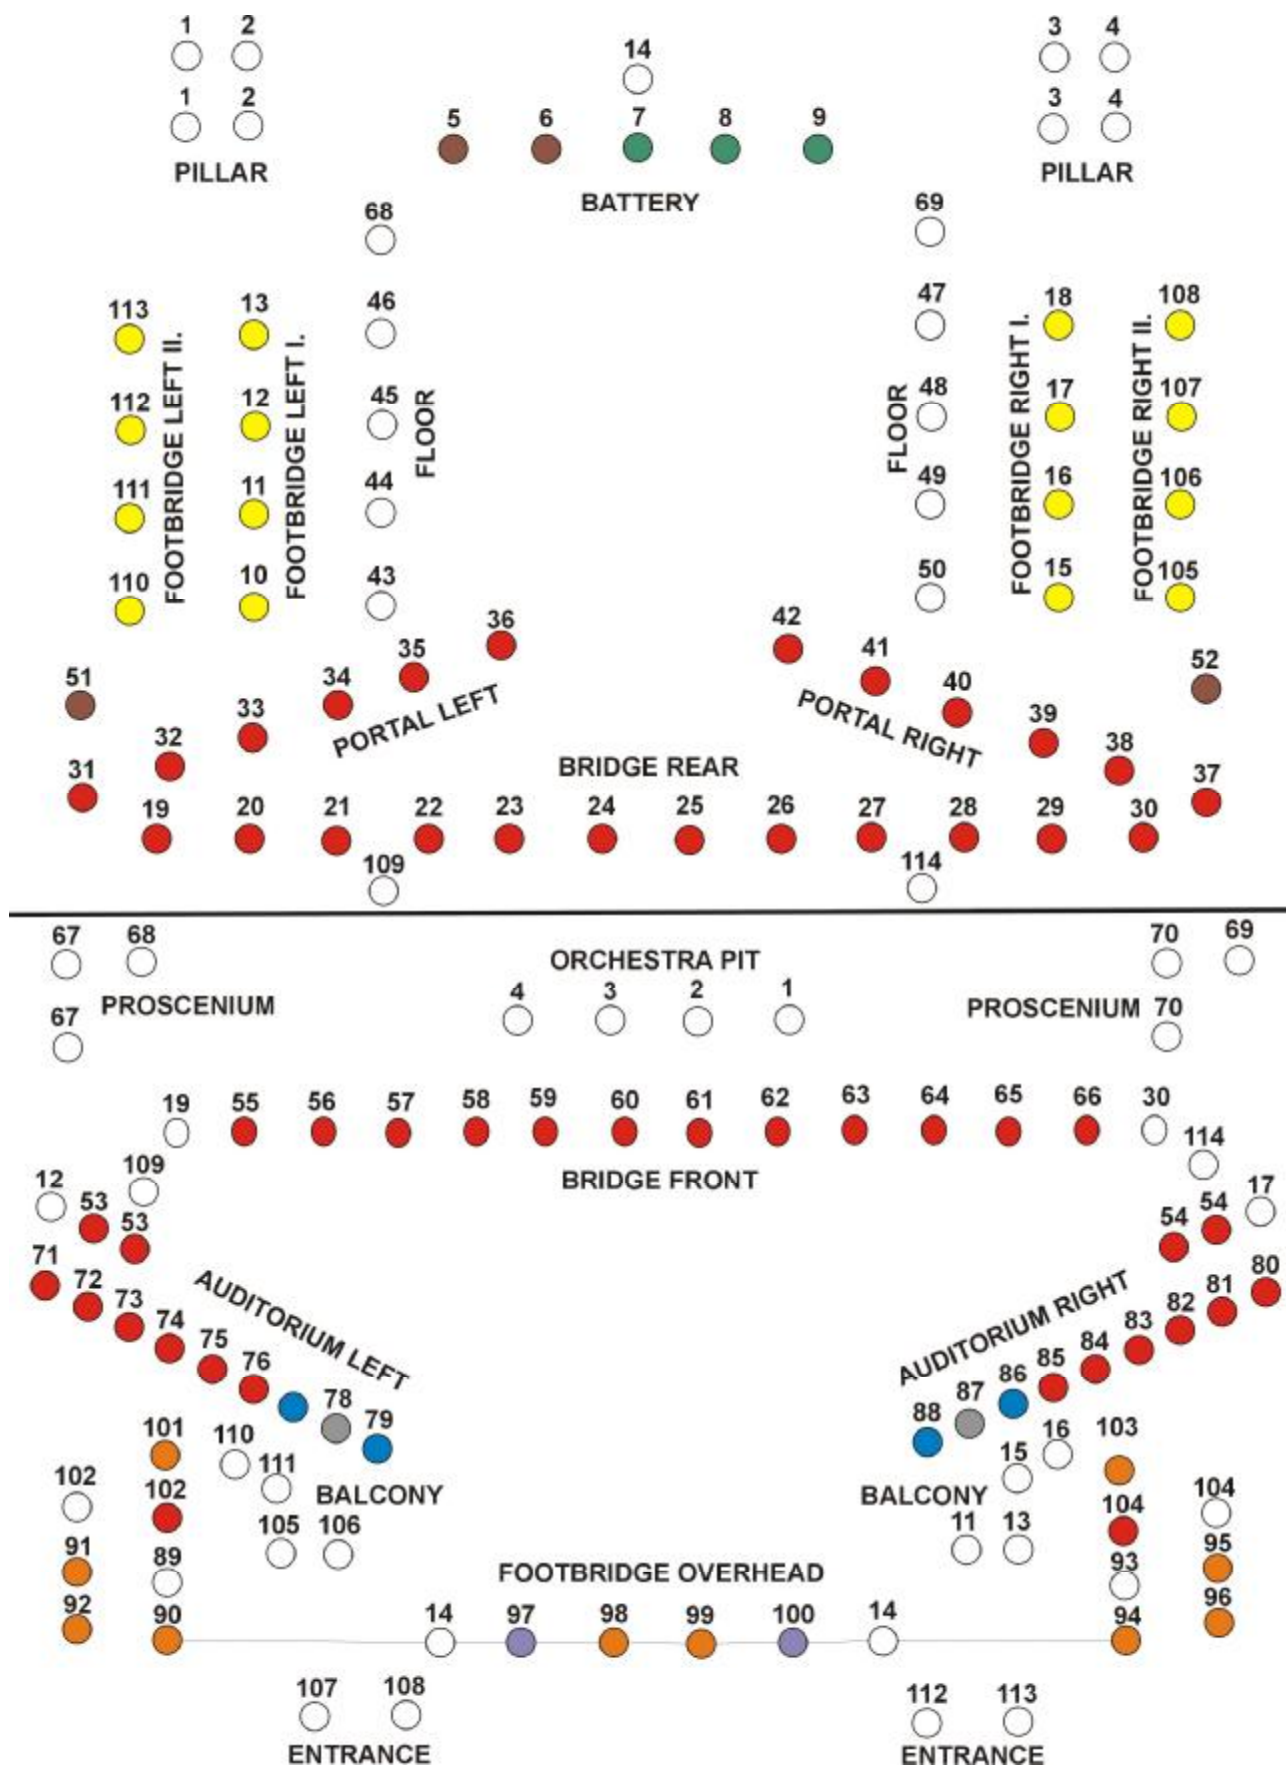 1 2 14 3 4
1 2 5 6 7 8 9 3 4
PILLAR BATTERY PILLAR
68 69
113 13 46 47 18 108
112 12 45 48 17 107
FOOTBRIDGE LEFT II. FOOTBRIDGE LEFT I. FLOOR FLOOR FOOTBRIDGE RIGHT I. FOOTBRIDGE RIGHT II.
111 11 44 49 16 106
110 10 43 50 15 105
36 42
51 34 35 41 40 52
33 PORTAL LEFT PORTAL RIGHT 39
32 38
31 BRIDGE REAR 37
19 20 21 22 23 24 25 26 27 28 29 30
109 114
67 68 ORCHESTRA PIT 70 69
PROSCENIUM 4 3 2 1 PROSCENIUM
67 70
19 55 56 57 58 59 60 61 62 63 64 65 66 30
BRIDGE FRONT
12 53 109 114 17
53 54 54
71 72 73 74 75 76 78 79
AUDITORIUM LEFT AUDITORIUM RIGHT
88 87 86 85 84 83 82 81 80
101 110 111 15 16 103
102 102 BALCONY BALCONY 104 104
105 106 11 13
91 89 FOOTBRIDGE OVERHEAD 93 95
92 90 14 97 98 99 100 14 94 96
107 108 112 113
ENTRANCE ENTRANCE